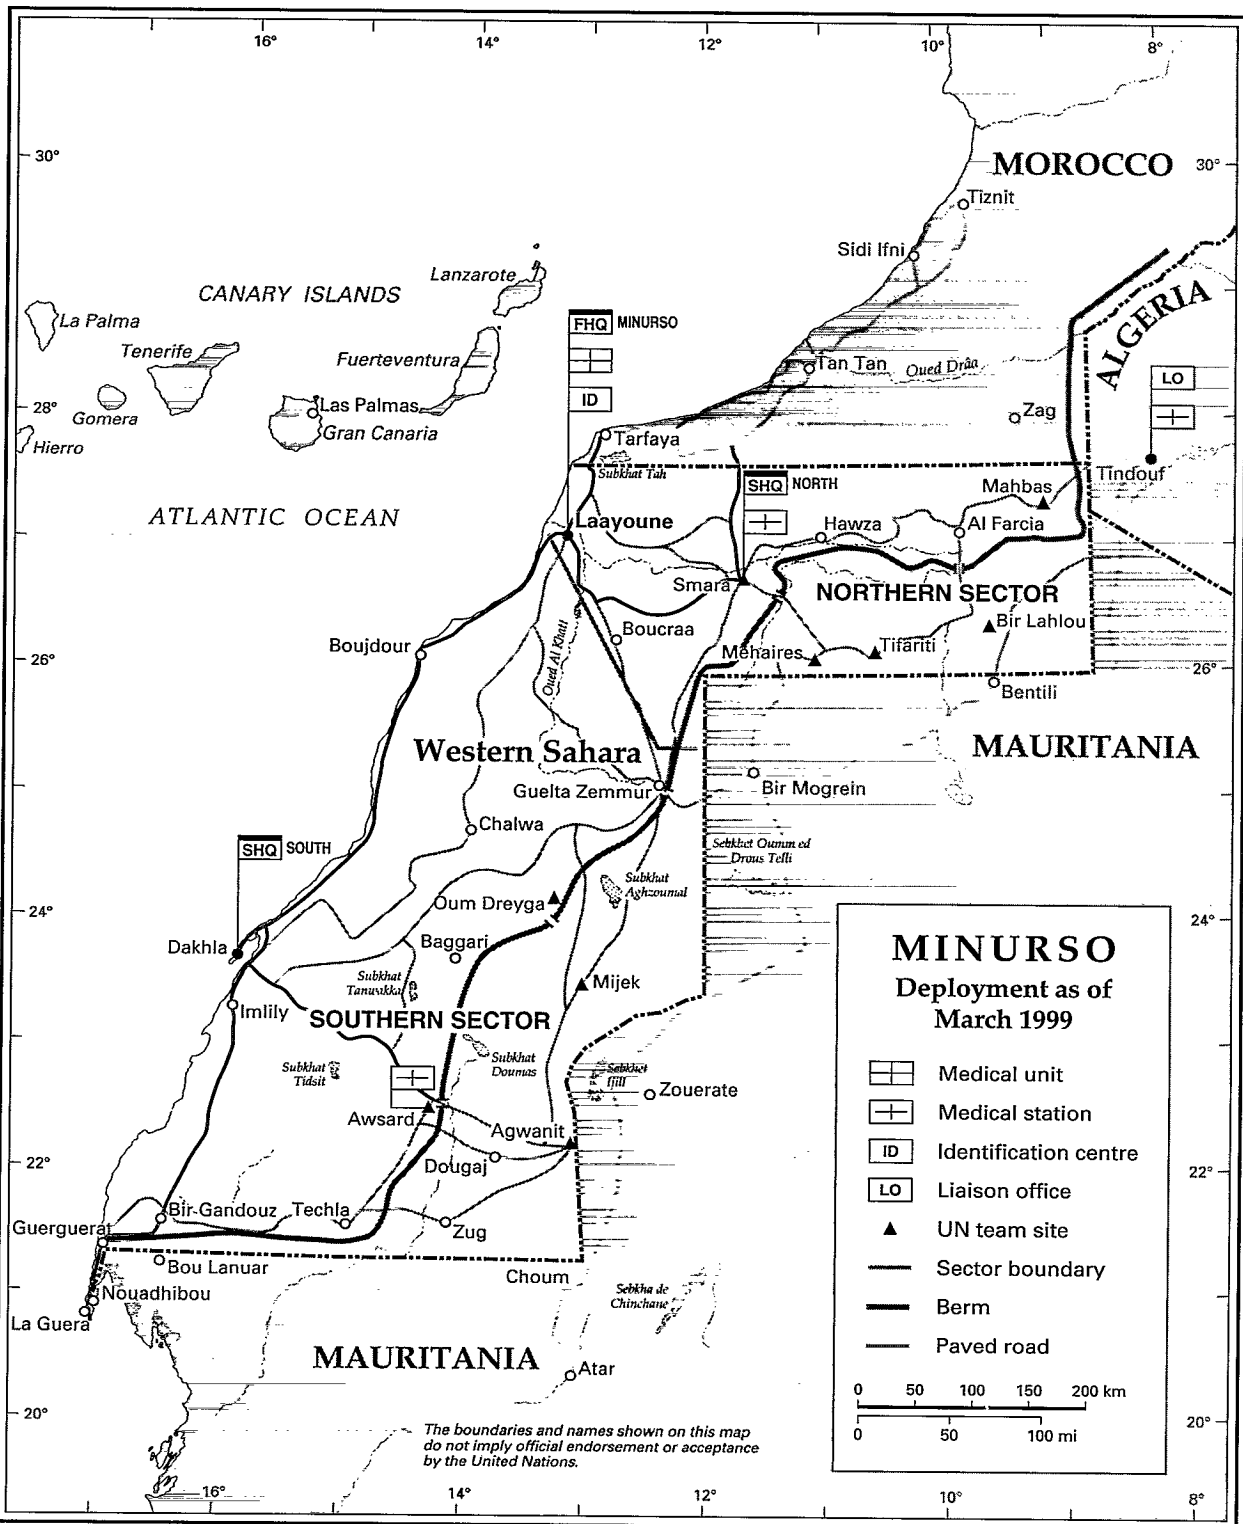 16°
14°
12°
10°
8°
30°
MOROCCO
30°
Tiznit
Sidi Ifni
Lanzarote
CANARY ISLANDS
ALGERIA
La Palma
FHQ MINURSO
Tenerife
Fuerteventura
Tan Tan
Oued Drâa
LO
ID
28°
Gomera
Las Palmas
Zag
Gran Canaria
Hierro
Tarfaya
Subkhat Tah
Tindouf
SHQ NORTH
Mahbas
ATLANTIC OCEAN
Laayoune
Hawza
Al Farcia
Smara
NORTHERN SECTOR
Boucraa
Bir Lahlou
Oued Al Khatt
Boujdour
Mehaires
Tifariti
26°
26°
Bentili
Western Sahara
MAURITANIA
Guelta Zemmur
Bir Mogrein
Chalwa
SHQ SOUTH
Sebkhet Oumm ed
Drous Telli
Subkhat
Aghzoumal
Oum Dreyga
24°
24°
Dakhla
Baggari
Subkhat
Tanwakka
Mijek
Imlily
SOUTHERN SECTOR
Subkhat
Tidsit
Subkhat
Doumas
Sebkhet
Ijill
Zouerate
Awsard
Agwanit
Dougaj
22°
22°
Bir-Gandouz
Techla
Guerguerat
Zug
Bou Lanuar
Choum
Nouadhibou
Sebkha de
Chinchane
La Guera
MAURITANIA
Atar
20°
20°
The boundaries and names shown on this map
do not imply official endorsement or acceptance
by the United Nations.
MINURSO
Deployment as of
March 1999
Medical unit
Medical station
ID Identification centre
LO Liaison office
UN team site
Sector boundary
Berm
Paved road
0 50 100 150 200 km
0 50 100 mi
16°
14°
12°
10°
8°